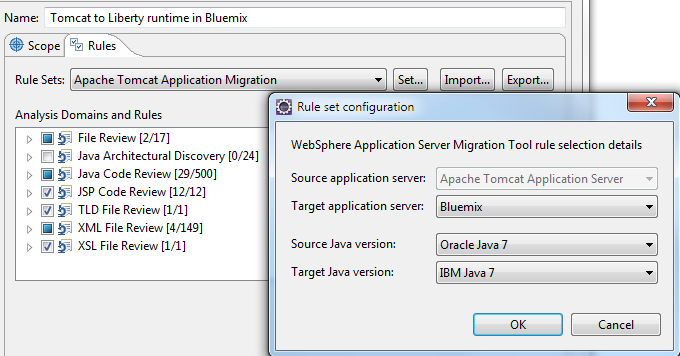 Name: Tomcat to Liberty runtime in Bluemix
Scope Rules
Rule Sets: Apache Tomcat Application Migration Set... Import... Export...
Analysis Domains and Rules
File Review [2/17]
Java Architectural Discovery [0/24]
Java Code Review [29/500]
JSP Code Review [12/12]
TLD File Review [1/1]
XML File Review [4/149]
XSL File Review [1/1]
Rule set configuration
WebSphere Application Server Migration Tool rule selection details
Source application server: Apache Tomcat Application Server
Target application server: Bluemix
Source Java version: Oracle Java 7
Target Java version: IBM Java 7
OK Cancel